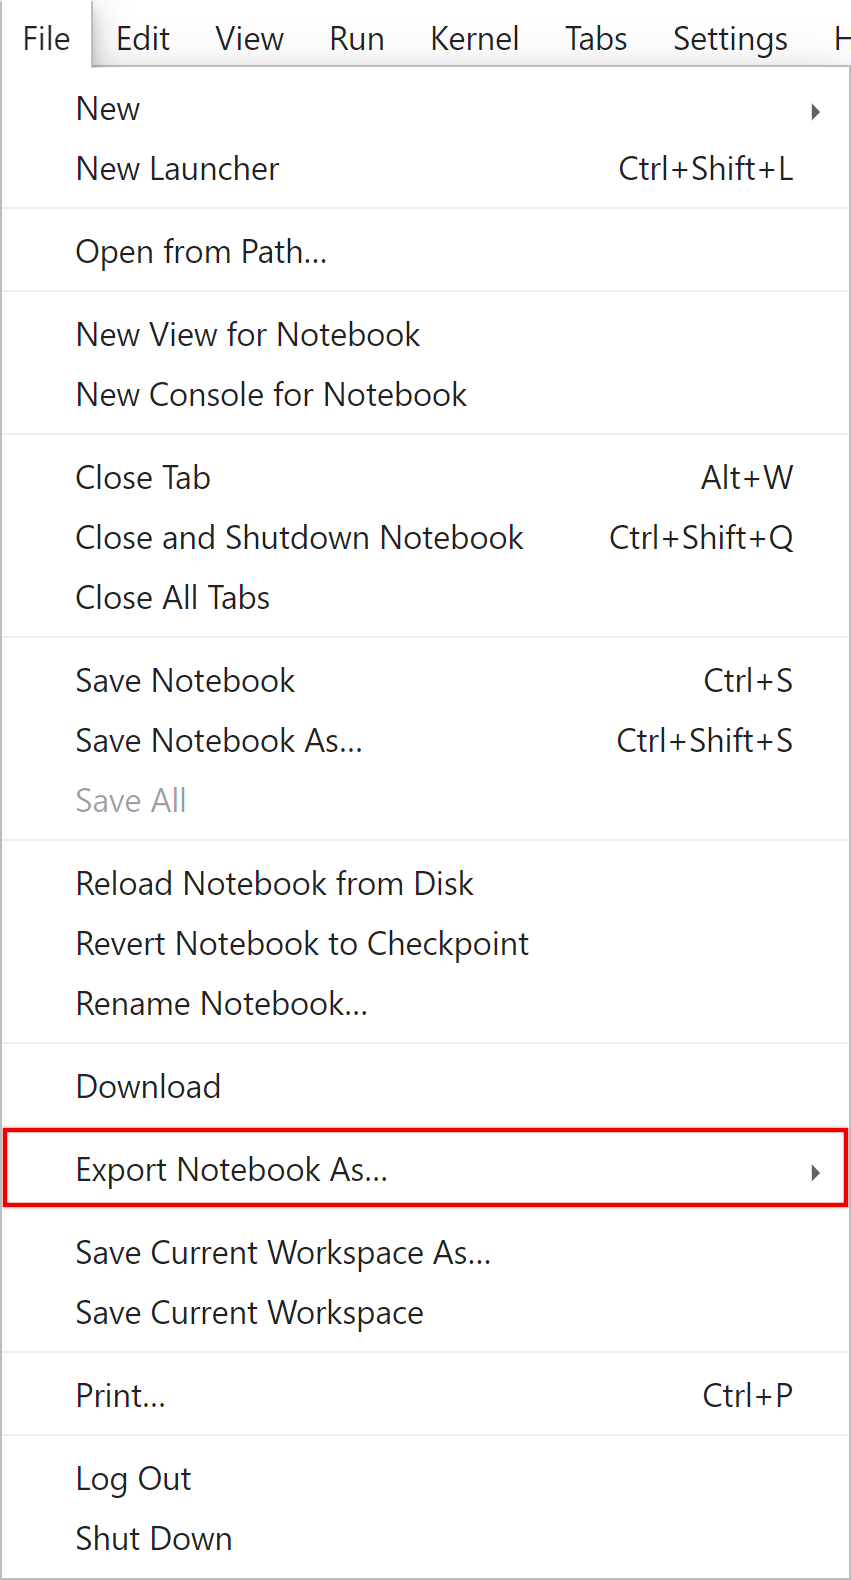 File Edit View Run Kernel Tabs Settings
New
New Launcher Ctrl+Shift+L
Open from Path...
New View for Notebook
New Console for Notebook
Close Tab Alt+W
Close and Shutdown Notebook Ctrl+Shift+Q
Close All Tabs
Save Notebook Ctrl+S
Save Notebook As... Ctrl+Shift+S
Save All
Reload Notebook from Disk
Revert Notebook to Checkpoint
Rename Notebook...
Download
Export Notebook As...
Save Current Workspace As...
Save Current Workspace
Print... Ctrl+P
Log Out
Shut Down